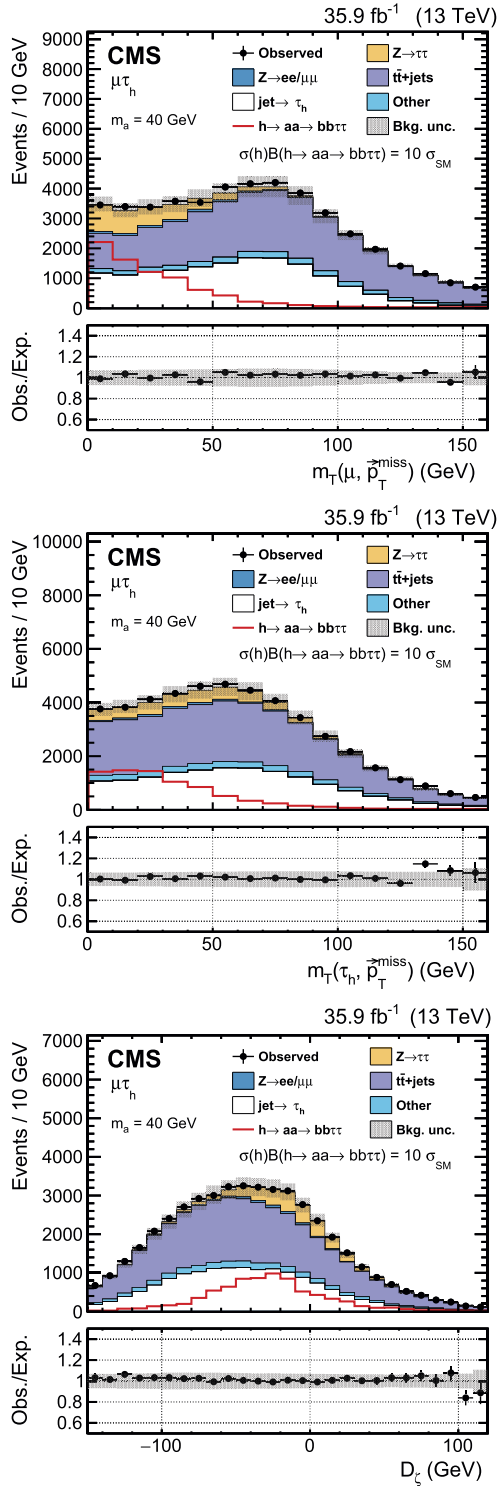 35.9 fb⁻¹ (13 TeV)
CMS
μτ_h
m_a = 40 GeV
Observed
Z→ττ
Z→ee/μμ
tt̄+jets
jet→ τ_h
Other
h→ aa→ bbττ
Bkg. unc.
σ(h)B(h→ aa→ bbττ) = 10 σ_SM
Events / 10 GeV
9000
8000
7000
6000
5000
4000
3000
2000
1000
0
Obs./Exp.
1.4
1.2
1
0.8
0.6
0 50 100 150
m_T(μ, p⃗_T^miss) (GeV)
35.9 fb⁻¹ (13 TeV)
CMS
μτ_h
m_a = 40 GeV
Observed
Z→ττ
Z→ee/μμ
tt̄+jets
jet→ τ_h
Other
h→ aa→ bbττ
Bkg. unc.
σ(h)B(h→ aa→ bbττ) = 10 σ_SM
Events / 10 GeV
10000
8000
6000
4000
2000
0
Obs./Exp.
1.4
1.2
1
0.8
0.6
0 50 100 150
m_T(τ_h, p⃗_T^miss) (GeV)
35.9 fb⁻¹ (13 TeV)
CMS
μτ_h
m_a = 40 GeV
Observed
Z→ττ
Z→ee/μμ
tt̄+jets
jet→ τ_h
Other
h→ aa→ bbττ
Bkg. unc.
σ(h)B(h→ aa→ bbττ) = 10 σ_SM
Events / 10 GeV
7000
6000
5000
4000
3000
2000
1000
0
Obs./Exp.
1.4
1.2
1
0.8
0.6
−100 0 100
D_ζ (GeV)